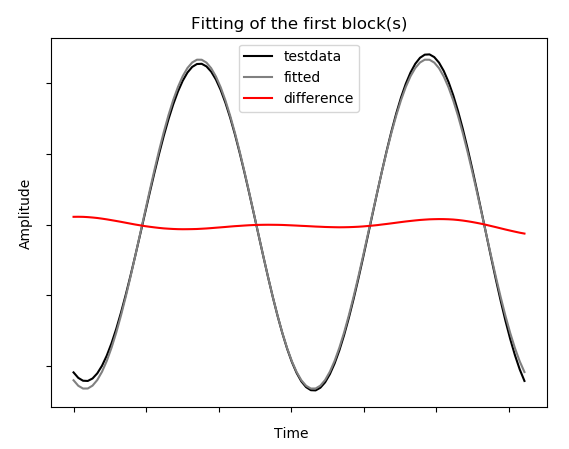 Fitting of the first block(s)
testdata
fitted
difference
Amplitude
Time